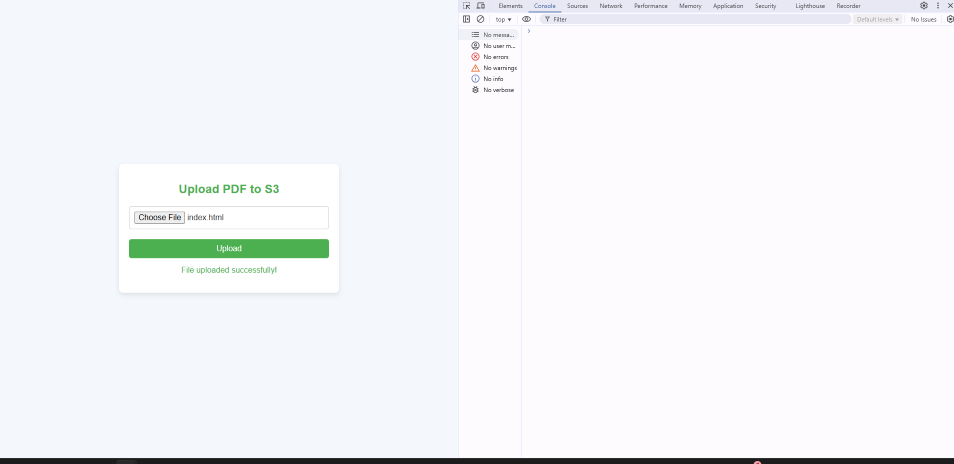 Elements Console Sources Network Performance Memory Application Security Lighthouse Recorder
top Filter Default levels No issues
No messa...
No user m...
No errors
No warnings
No info
No verbose
Upload PDF to S3
Choose File index.html
Upload
File uploaded successfully!